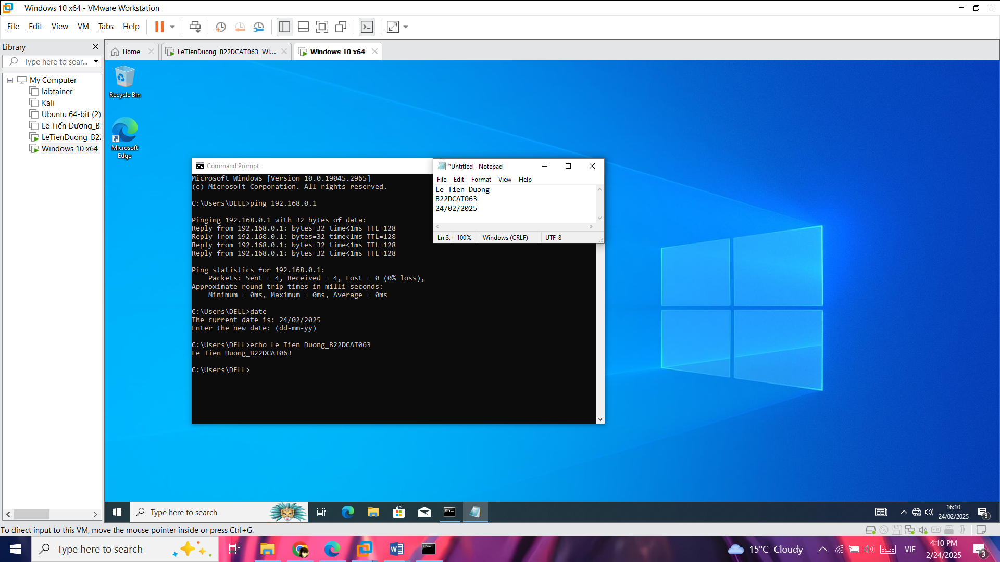 Windows 10 x64 - VMware Workstation
File Edit View VM Tabs Help
Library
Type here to sear...
My Computer
labtainer
Kali
Ubuntu 64-bit (2)
Lê Tiến Dương_B2
LeTienDuong_B22
Windows 10 x64
Home
LeTienDuong_B22DCAT063_Wi...
Windows 10 x64
Recycle Bin
Microsoft
Edge
Command Prompt
Microsoft Windows [Version 10.0.19045.2965]
(c) Microsoft Corporation. All rights reserved.
C:\Users\DELL>ping 192.168.0.1
Pinging 192.168.0.1 with 32 bytes of data:
Reply from 192.168.0.1: bytes=32 time<1ms TTL=128
Reply from 192.168.0.1: bytes=32 time<1ms TTL=128
Reply from 192.168.0.1: bytes=32 time<1ms TTL=128
Reply from 192.168.0.1: bytes=32 time<1ms TTL=128
Ping statistics for 192.168.0.1:
Packets: Sent = 4, Received = 4, Lost = 0 (0% loss),
Approximate round trip times in milli-seconds:
Minimum = 0ms, Maximum = 0ms, Average = 0ms
C:\Users\DELL>date
The current date is: 24/02/2025
Enter the new date: (dd-mm-yy)
C:\Users\DELL>echo Le Tien Duong_B22DCAT063
Le Tien Duong_B22DCAT063
C:\Users\DELL>
*Untitled - Notepad
File Edit Format View Help
Le Tien Duong
B22DCAT063
24/02/2025
Ln 3, 100% Windows (CRLF) UTF-8
Type here to search
16:10
24/02/2025
3
To direct input to this VM, move the mouse pointer inside or press Ctrl+G.
Type here to search
15°C Cloudy
VIE
4:10 PM
2/24/2025
3